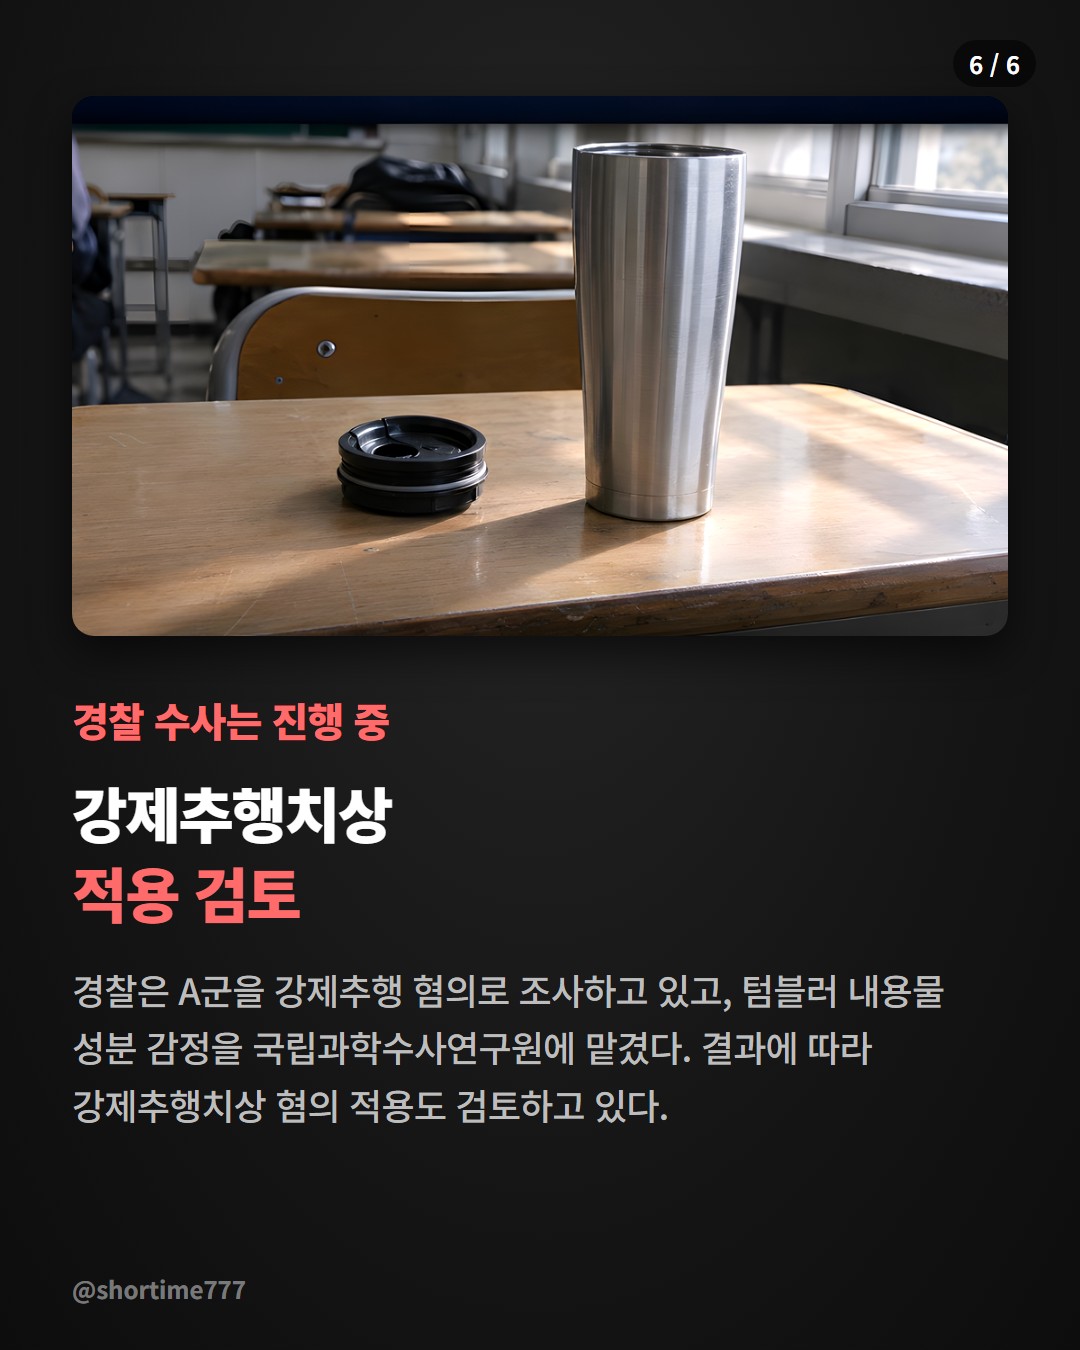 6 / 6
경찰 수사는 진행 중
강제추행치상
적용 검토
경찰은 A군을 강제추행 혐의로 조사하고 있고, 텀블러 내용물
성분 감정을 국립과학수사연구원에 맡겼다. 결과에 따라
강제추행치상 혐의 적용도 검토하고 있다.
@shortime777